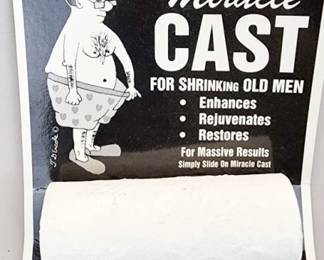 Miracle
CAST
FOR SHRINKING OLD MEN
• Enhances
• Rejuvenates
• Restores
For Massive Results
Simply Slide On Miracle Cast